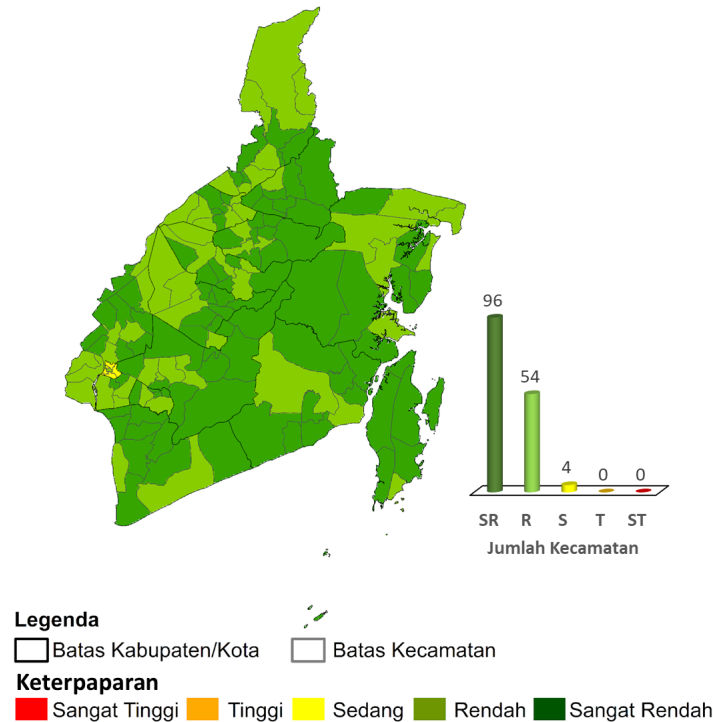 96
54
4
0
0
SR R S T ST
Jumlah Kecamatan
Legenda
Batas Kabupaten/Kota Batas Kecamatan
Keterpaparan
Sangat Tinggi Tinggi Sedang Rendah Sangat Rendah